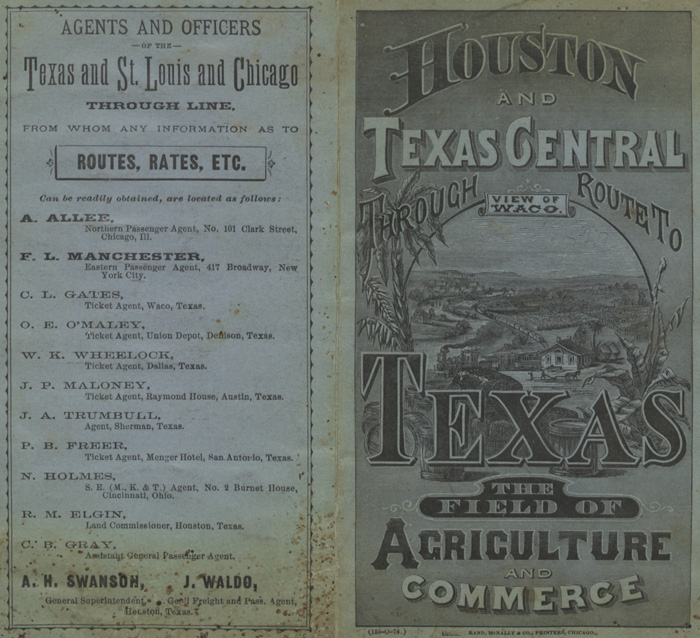 AGENTS AND OFFICERS
—OF THE—
Texas and St. Louis and Chicago
THROUGH LINE,
FROM WHOM ANY INFORMATION AS TO
ROUTES, RATES, ETC.
Can be readily obtained, are located as follows:
A. ALLEE,
Northern Passenger Agent, No. 101 Clark Street,
Chicago, Ill.
F. L. MANCHESTER,
Eastern Passenger Agent, 417 Broadway, New
York City.
C. L. GATES,
Ticket Agent, Waco, Texas.
O. E. O'MALEY,
Ticket Agent, Union Depot, Denison, Texas.
W. K. WHEELOCK,
Ticket Agent, Dallas, Texas.
J. P. MALONEY,
Ticket Agent, Raymond House, Austin, Texas.
J. A. TRUMBULL,
Agent, Sherman, Texas.
P. B. FREER,
Ticket Agent, Menger Hotel, San Antonio, Texas.
N. HOLMES,
S. E. (M., K. & T.) Agent, No. 2 Burnet House,
Cincinnati, Ohio.
R. M. ELGIN,
Land Commissioner, Houston, Texas.
C. B. GRAY,
Assistant General Passenger Agent.
A. H. SWANSON, J. WALDO,
General Superintendent. Gen'l Freight and Pass. Agent,
Houston, Texas.
HOUSTON
AND
TEXAS CENTRAL
THROUGH ROUTE TO
VIEW OF
WACO.
TEXAS
THE
FIELD OF
AGRICULTURE
AND
COMMERCE
RAND, McNALLY & CO., PRINTERS, CHICAGO.